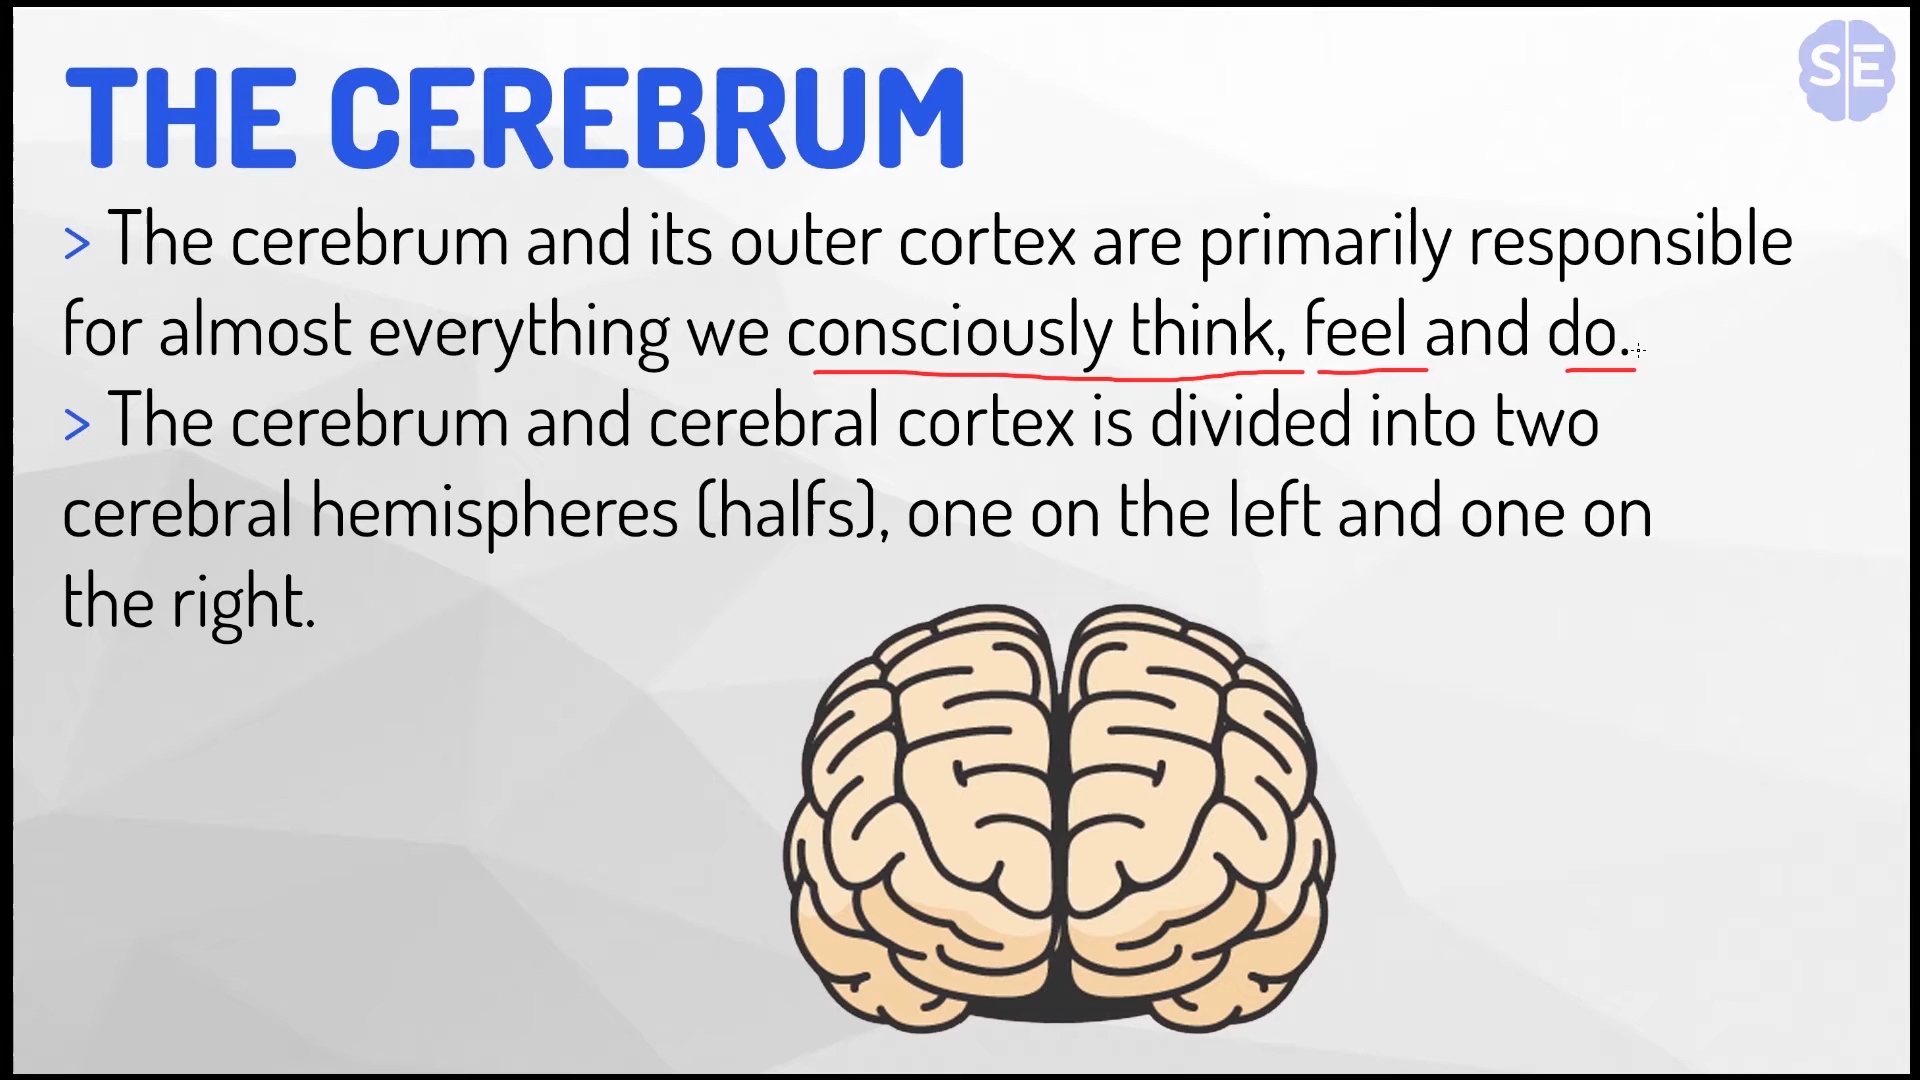 SE
THE CEREBRUM
> The cerebrum and its outer cortex are primarily responsible
for almost everything we consciously think, feel and do.
> The cerebrum and cerebral cortex is divided into two
cerebral hemispheres (halfs), one on the left and one on
the right.